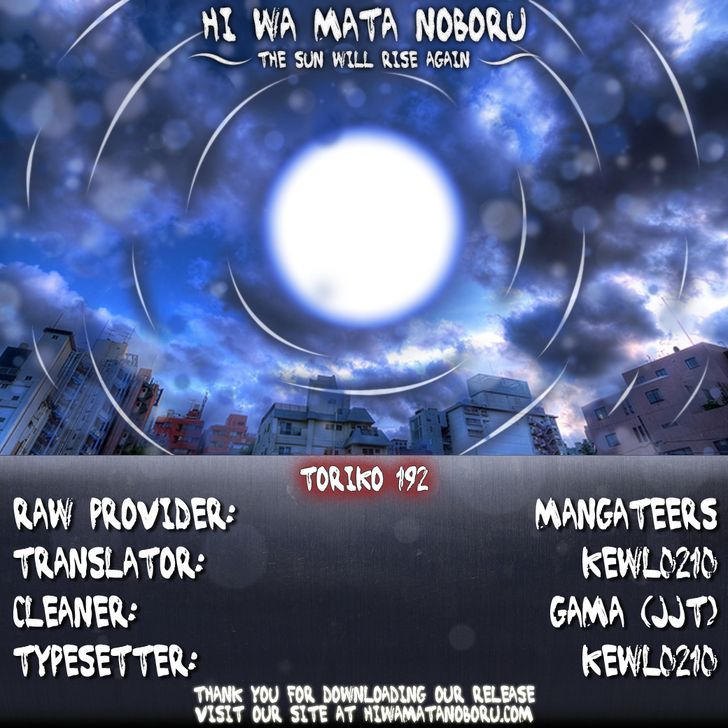 HI WA MATA NOBORU
THE SUN WILL RISE AGAIN
TORIKO 192
RAW PROVIDER: MANGATEERS
TRANSLATOR: KEWL0210
CLEANER: GAMA (JJT)
TYPESETTER: KEWL0210
THANK YOU FOR DOWNLOADING OUR RELEASE
VISIT OUR SITE AT HIWAMATANOBORU.COM